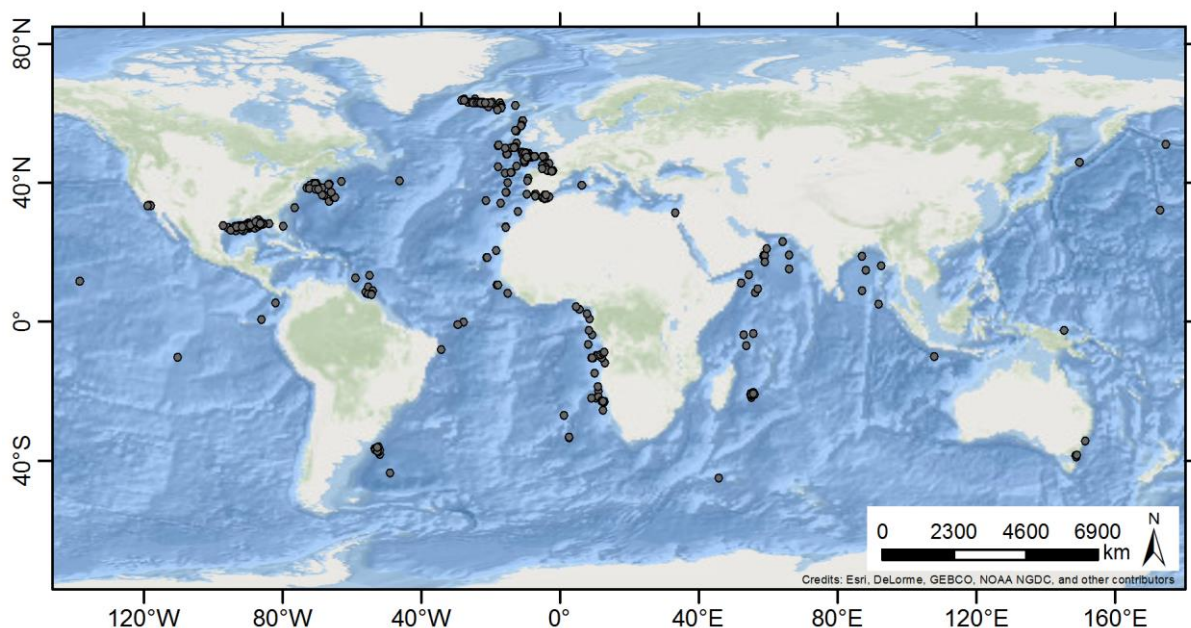 80°N
40°N
0°
40°S
0 2300 4600 6900
km
N
Credits: Esri, DeLorme, GEBCO, NOAA NGDC, and other contributors
120°W 80°W 40°W 0° 40°E 80°E 120°E 160°E